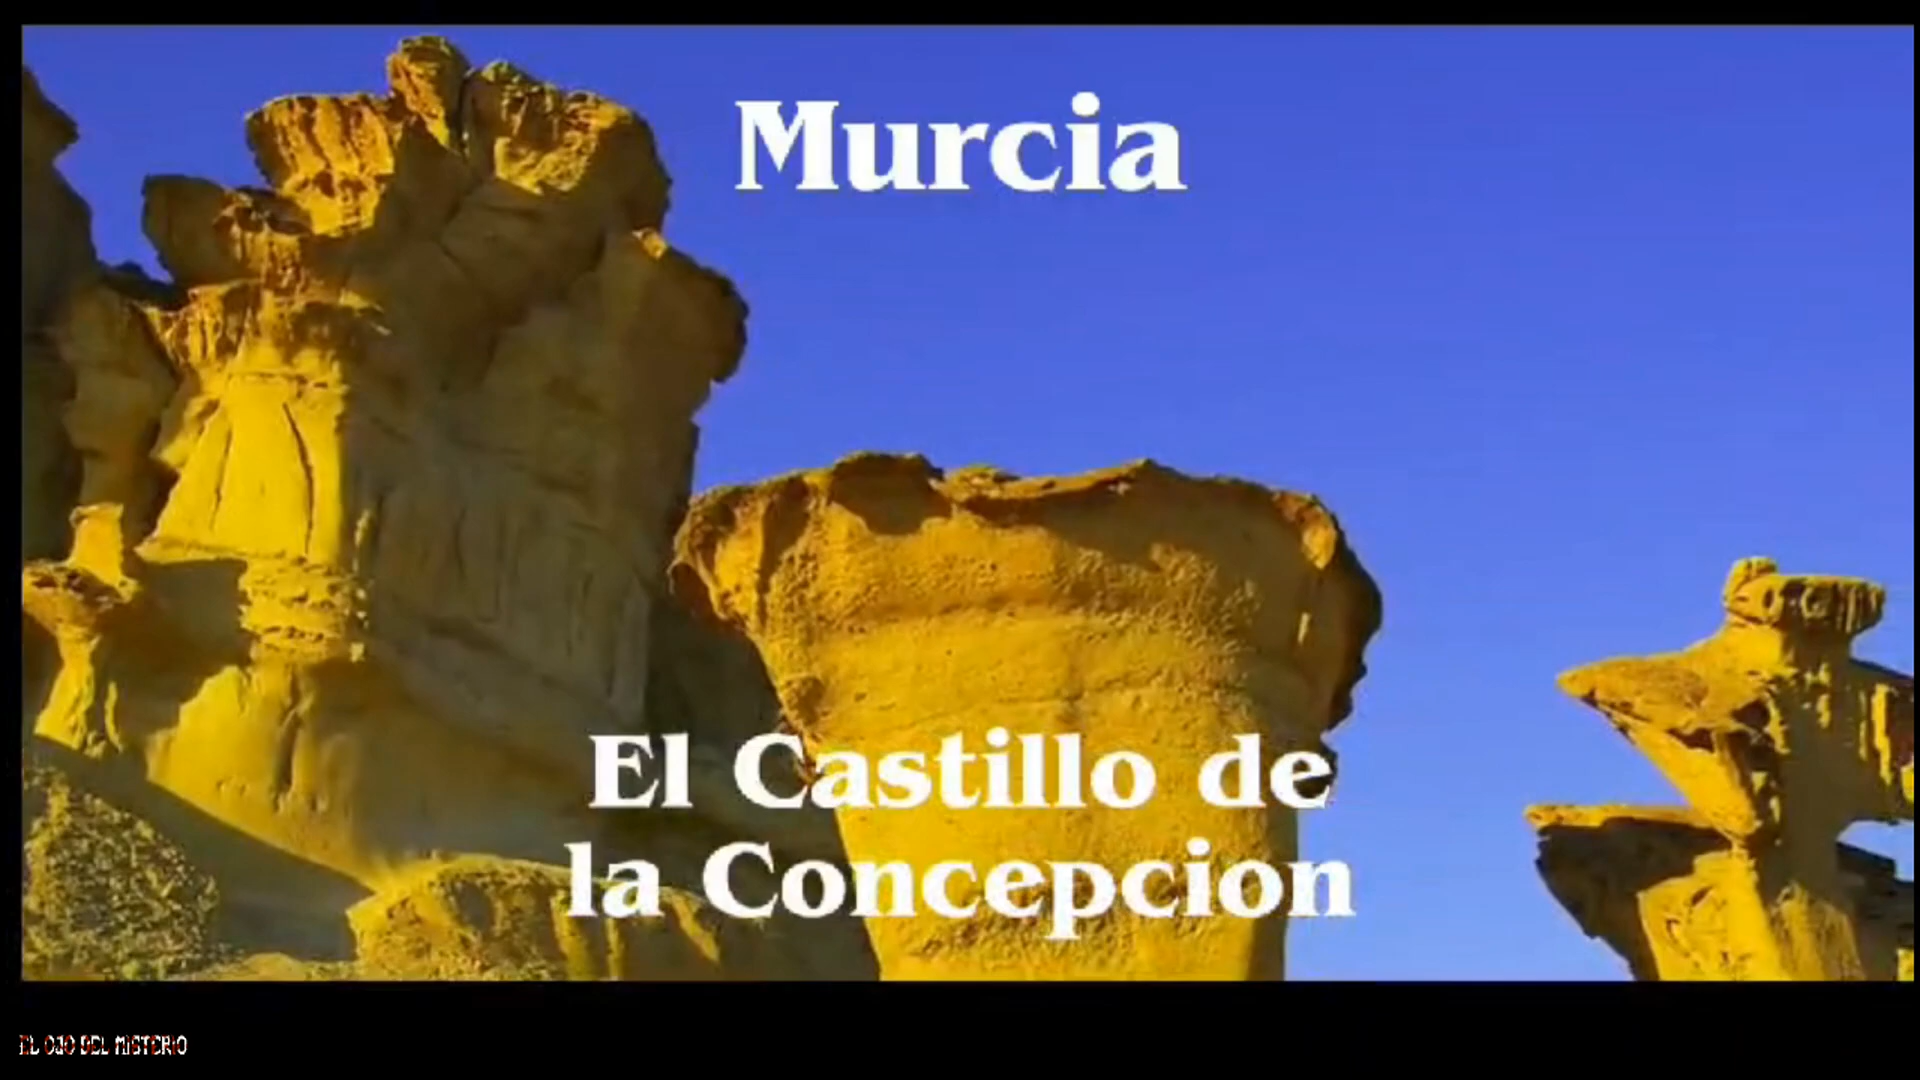 Murcia
El Castillo de
la Concepcion
EL OJO DEL MISTERIO